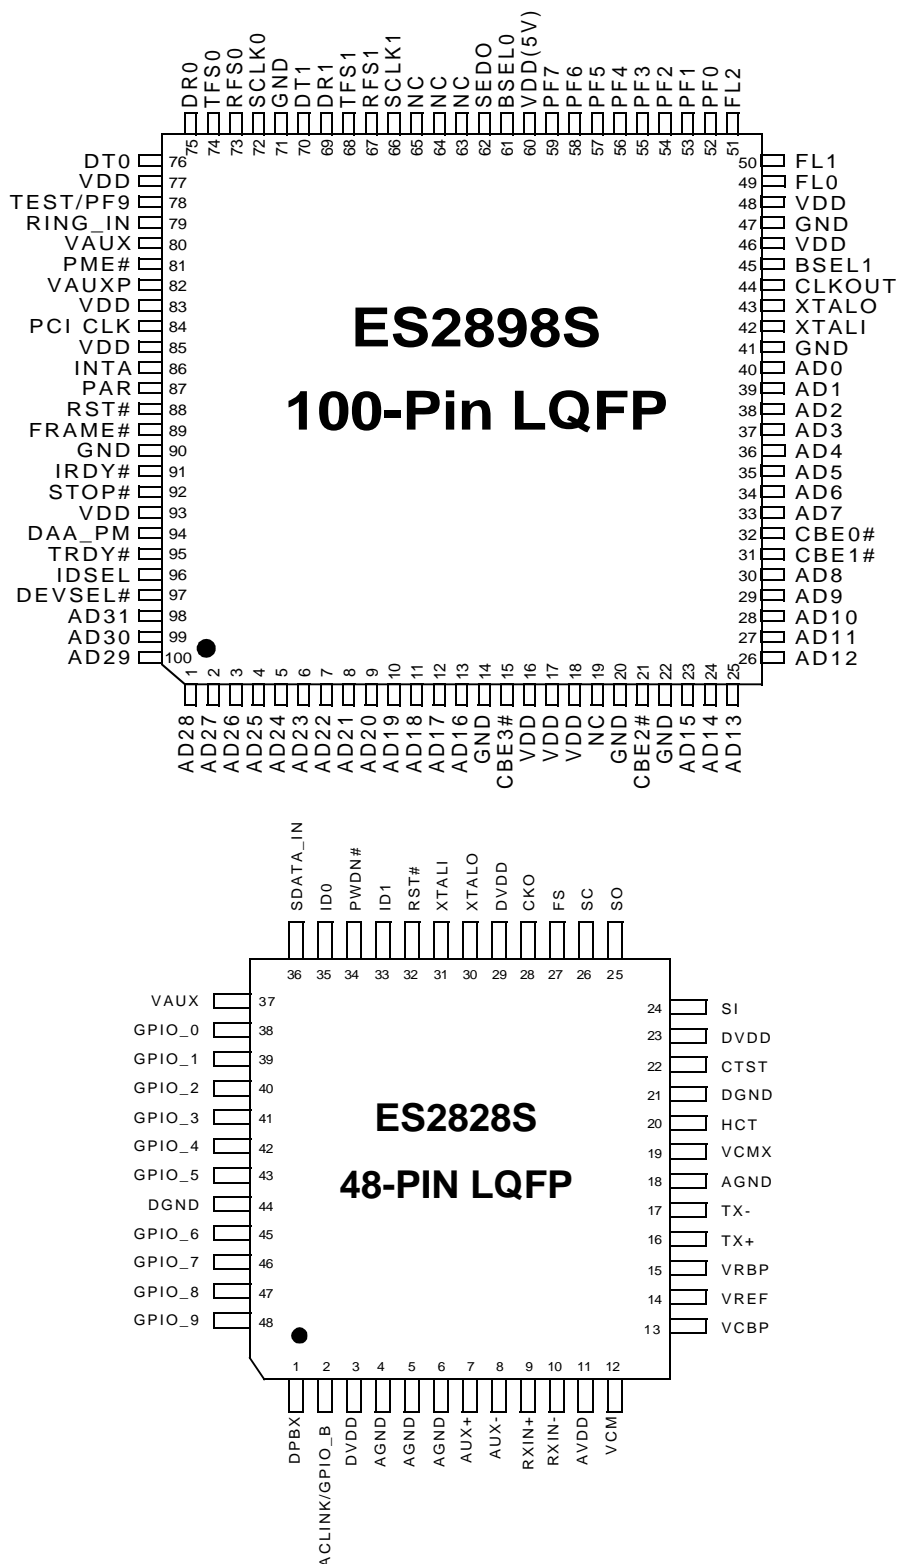 DR0 TFS0 RFS0 SCLK0 GND DT1 DR1 TFS1 RFS1 SCLK1 NC NC NC SEDO BSEL0 VDD(5V) PF7 PF6 PF5 PF4 PF3 PF2 PF1 PF0 FL2
75 74 73 72 71 70 69 68 67 66 65 64 63 62 61 60 59 58 57 56 55 54 53 52 51
DT0 76 50 FL1
VDD 77 49 FL0
TEST/PF9 78 48 VDD
RING_IN 79 47 GND
VAUX 80 46 VDD
PME# 81 45 BSEL1
VAUXP 82 44 CLKOUT
VDD 83 43 XTALO
PCI CLK 84 42 XTALI
VDD 85 41 GND
INTA 86 40 AD0
PAR 87 39 AD1
RST# 88 38 AD2
FRAME# 89 37 AD3
GND 90 36 AD4
IRDY# 91 35 AD5
STOP# 92 34 AD6
VDD 93 33 AD7
DAA_PM 94 32 CBE0#
TRDY# 95 31 CBE1#
IDSEL 96 30 AD8
DEVSEL# 97 29 AD9
AD31 98 28 AD10
AD30 99 27 AD11
AD29 100 26 AD12
ES2898S
100-Pin LQFP
1 2 3 4 5 6 7 8 9 10 11 12 13 14 15 16 17 18 19 20 21 22 23 24 25
AD28 AD27 AD26 AD25 AD24 AD23 AD22 AD21 AD20 AD19 AD18 AD17 AD16 GND CBE3# VDD VDD VDD NC GND CBE2# GND AD15 AD14 AD13
SDATA_IN ID0 PWDN# ID1 RST# XTALI XTALO DVDD CKO FS SC SO
36 35 34 33 32 31 30 29 28 27 26 25
VAUX 37 24 SI
GPIO_0 38 23 DVDD
GPIO_1 39 22 CTST
GPIO_2 40 21 DGND
GPIO_3 41 20 HCT
GPIO_4 42 19 VCMX
GPIO_5 43 18 AGND
DGND 44 17 TX-
GPIO_6 45 16 TX+
GPIO_7 46 15 VRBP
GPIO_8 47 14 VREF
GPIO_9 48 13 VCBP
ES2828S
48-PIN LQFP
1 2 3 4 5 6 7 8 9 10 11 12
DPBX ACLINK/GPIO_B DVDD AGND AGND AGND AUX+ AUX- RXIN+ RXIN- AVDD VCM